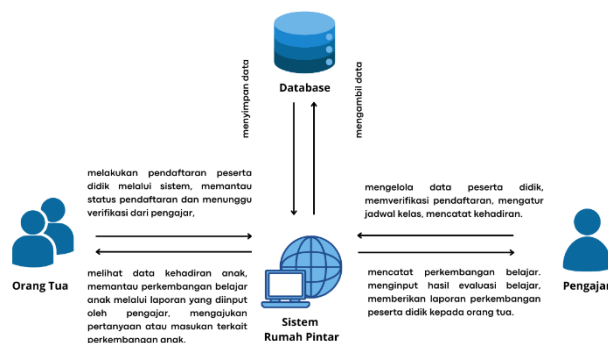 Database
menyimpan data
mengambil data
melakukan pendaftaran peserta
didik melalui sistem, memantau
status pendaftaran dan menunggu
verifikasi dari pengajar,
mengelola data peserta didik,
memverifikasi pendaftaran, mengatur
jadwal kelas, mencatat kehadiran.
Orang Tua
melihat data kehadiran anak,
memantau perkembangan belajar
anak melalui laporan yang diinput
oleh pengajar, mengajukan
pertanyaan atau masukan terkait
perkembangan anak.
Sistem
Rumah Pintar
mencatat perkembangan belajar.
menginput hasil evaluasi belajar,
memberikan laporan perkembangan
peserta didik kepada orang tua.
Pengajar